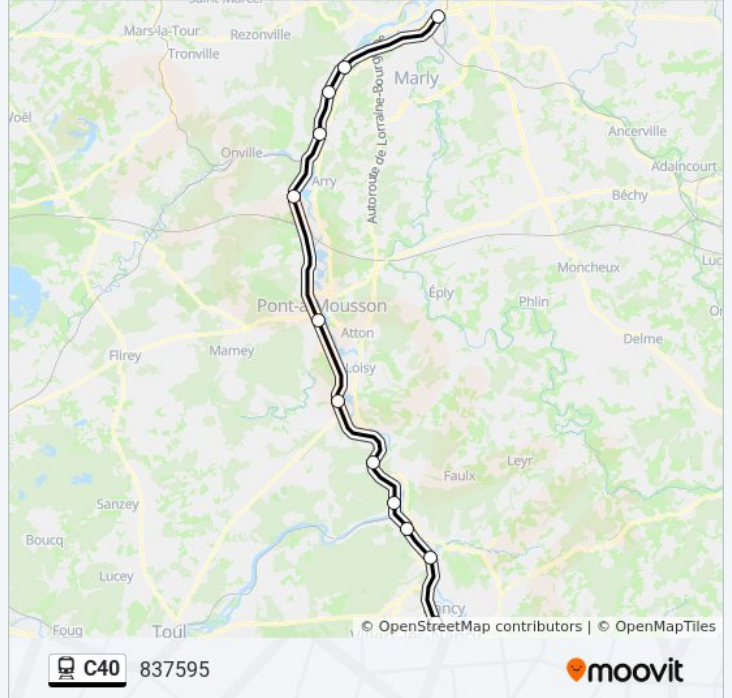 Mars-la-Tour
Rezonville
Tronville
Marly
Autoroute de Lorraine-Bourgogne
Ancerville
Onville
Adaincourt
Arry
Béchy
Moncheux
Éply
Phlin
Pont-à-Mousson
Atton
Delme
Mamey
Flirey
Loisy
Leyr
Faulx
Sanzey
Boucq
Lucey
Foug
Toul
© OpenStreetMap contributors | © OpenMapTiles
C40 837595
moovit